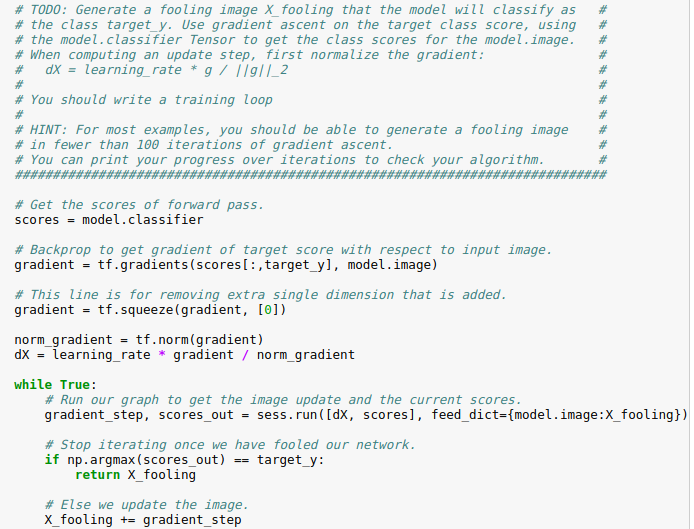 # TODO: Generate a fooling image X_fooling that the model will classify as #
# the class target_y. Use gradient ascent on the target class score, using #
# the model.classifier Tensor to get the class scores for the model.image. #
# When computing an update step, first normalize the gradient: #
# dX = learning_rate * g / ||g||_2 #
# #
# You should write a training loop #
# #
# HINT: For most examples, you should be able to generate a fooling image #
# in fewer than 100 iterations of gradient ascent. #
# You can print your progress over iterations to check your algorithm. #
################################################################################
# Get the scores of forward pass.
scores = model.classifier
# Backprop to get gradient of target score with respect to input image.
gradient = tf.gradients(scores[:,target_y], model.image)
# This line is for removing extra single dimension that is added.
gradient = tf.squeeze(gradient, [0])
norm_gradient = tf.norm(gradient)
dX = learning_rate * gradient / norm_gradient
while True:
# Run our graph to get the image update and the current scores.
gradient_step, scores_out = sess.run([dX, scores], feed_dict={model.image:X_fooling})
# Stop iterating once we have fooled our network.
if np.argmax(scores_out) == target_y:
return X_fooling
# Else we update the image.
X_fooling += gradient_step